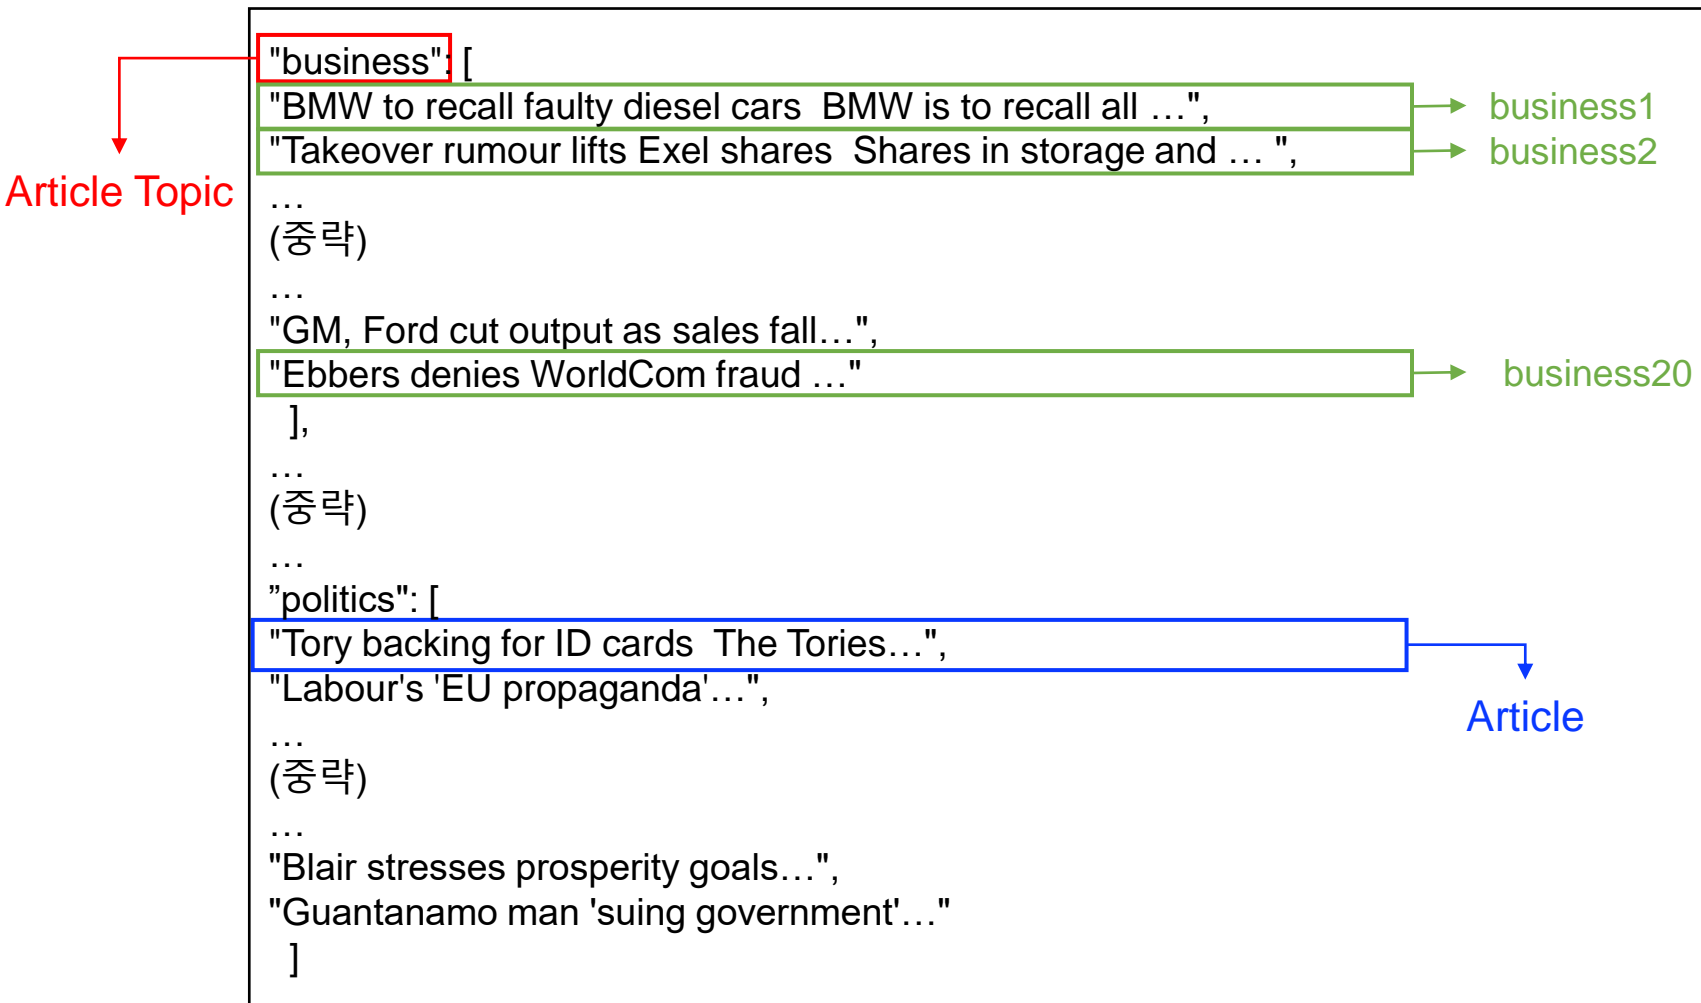 "business": [
"BMW to recall faulty diesel cars  BMW is to recall all …",
business1
"Takeover rumour lifts Exel shares  Shares in storage and … ",
business2
Article Topic
…
(중략)
…
"GM, Ford cut output as sales fall…",
"Ebbers denies WorldCom fraud …"
business20
],
…
(중략)
…
”politics": [
"Tory backing for ID cards  The Tories…",
"Labour's 'EU propaganda'…",
Article
…
(중략)
…
"Blair stresses prosperity goals…",
"Guantanamo man 'suing government'…"
]